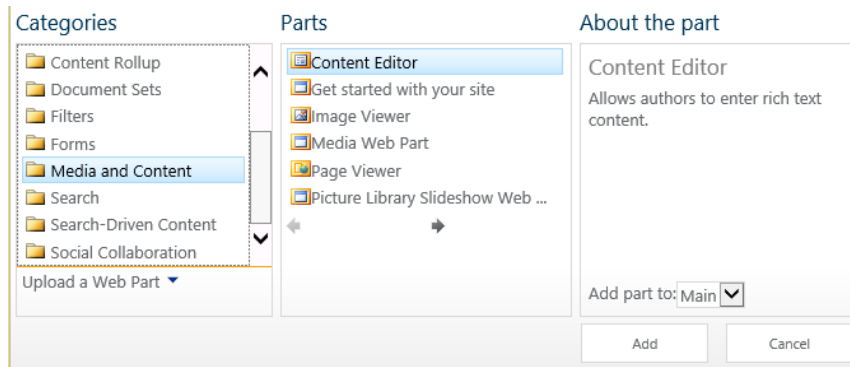 Categories
Content Rollup
Document Sets
Filters
Forms
Media and Content
Search
Search-Driven Content
Social Collaboration
Upload a Web Part
Parts
Content Editor
Get started with your site
Image Viewer
Media Web Part
Page Viewer
Picture Library Slideshow Web ...
About the part
Content Editor
Allows authors to enter rich text
content.
Add part to: Main
Add Cancel